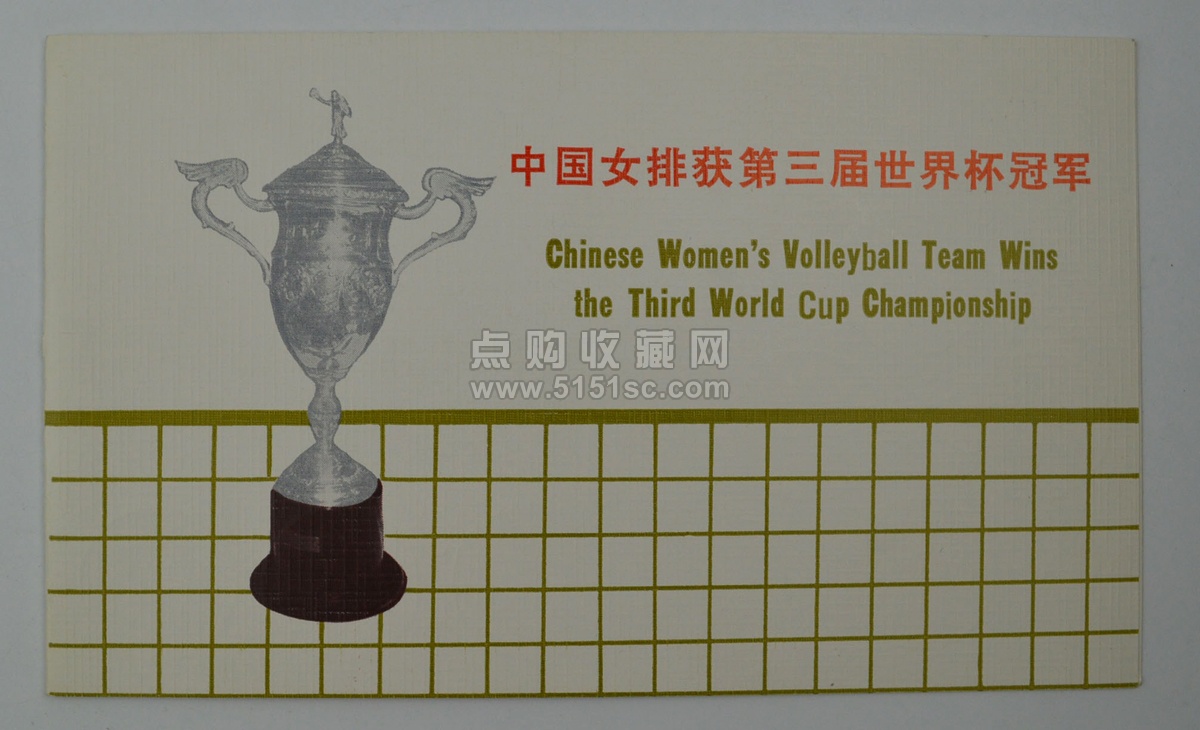 中国女排获第三届世界杯冠军
Chinese Women's Volleyball Team Wins
the Third World Cup Championship
点购收藏网
www.5151sc.com